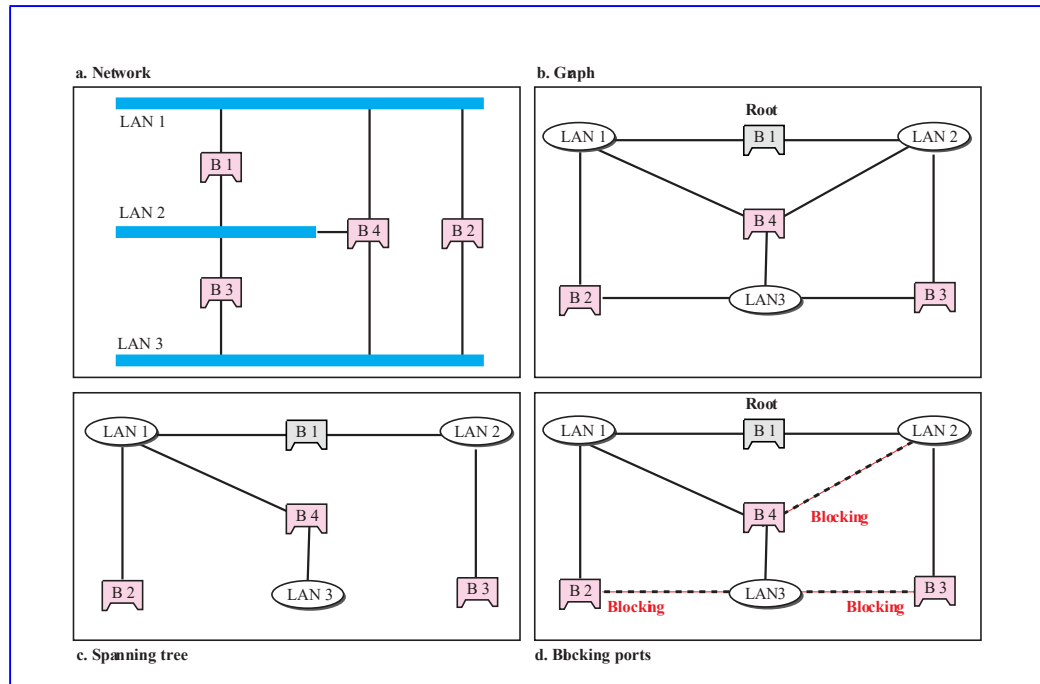 a. Network
LAN 1
B 1
LAN 2
B 4
B 2
B 3
LAN 3
b. Graph
Root
LAN 1
B 1
LAN 2
B 4
B 2
LAN3
B 3
LAN 1
B 1
LAN 2
B 4
B 2
LAN 3
B 3
c. Spanning tree
Root
LAN 1
B 1
LAN 2
B 4
Blocking
B 2
LAN3
B 3
Blocking
Blocking
d. Blocking ports